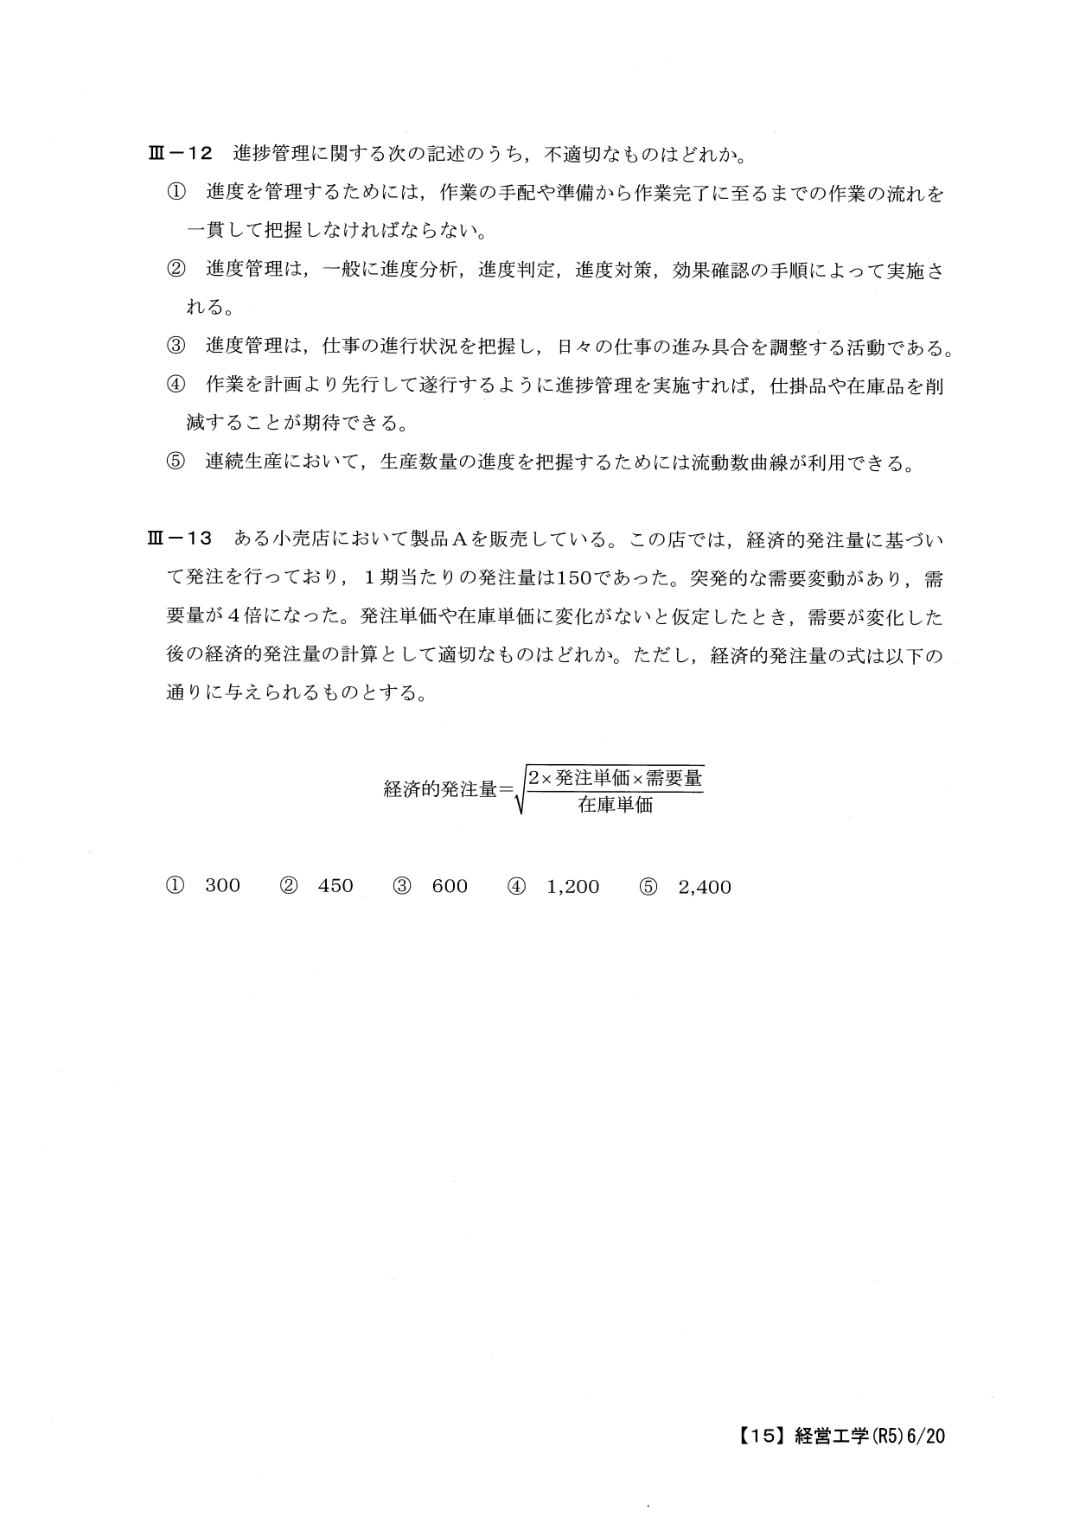 Ⅲ－12　進捗管理に関する次の記述のうち，不適切なものはどれか。
①　進度を管理するためには，作業の手配や準備から作業完了に至るまでの作業の流れを
一貫して把握しなければならない。
②　進度管理は，一般に進度分析，進度判定，進度対策，効果確認の手順によって実施さ
れる。
③　進度管理は，仕事の進行状況を把握し，日々の仕事の進み具合を調整する活動である。
④　作業を計画より先行して遂行するように進捗管理を実施すれば，仕掛品や在庫品を削
減することが期待できる。
⑤　連続生産において，生産数量の進度を把握するためには流動数曲線が利用できる。
Ⅲ－13　ある小売店において製品Ａを販売している。この店では，経済的発注量に基づい
て発注を行っており，１期当たりの発注量は150であった。突発的な需要変動があり，需
要量が４倍になった。発注単価や在庫単価に変化がないと仮定したとき，需要が変化した
後の経済的発注量の計算として適切なものはどれか。ただし，経済的発注量の式は以下の
通りに与えられるものとする。
経済的発注量＝√(2×発注単価×需要量／在庫単価)
①　300　②　450　③　600　④　1,200　⑤　2,400
【15】経営工学(R5)6/20